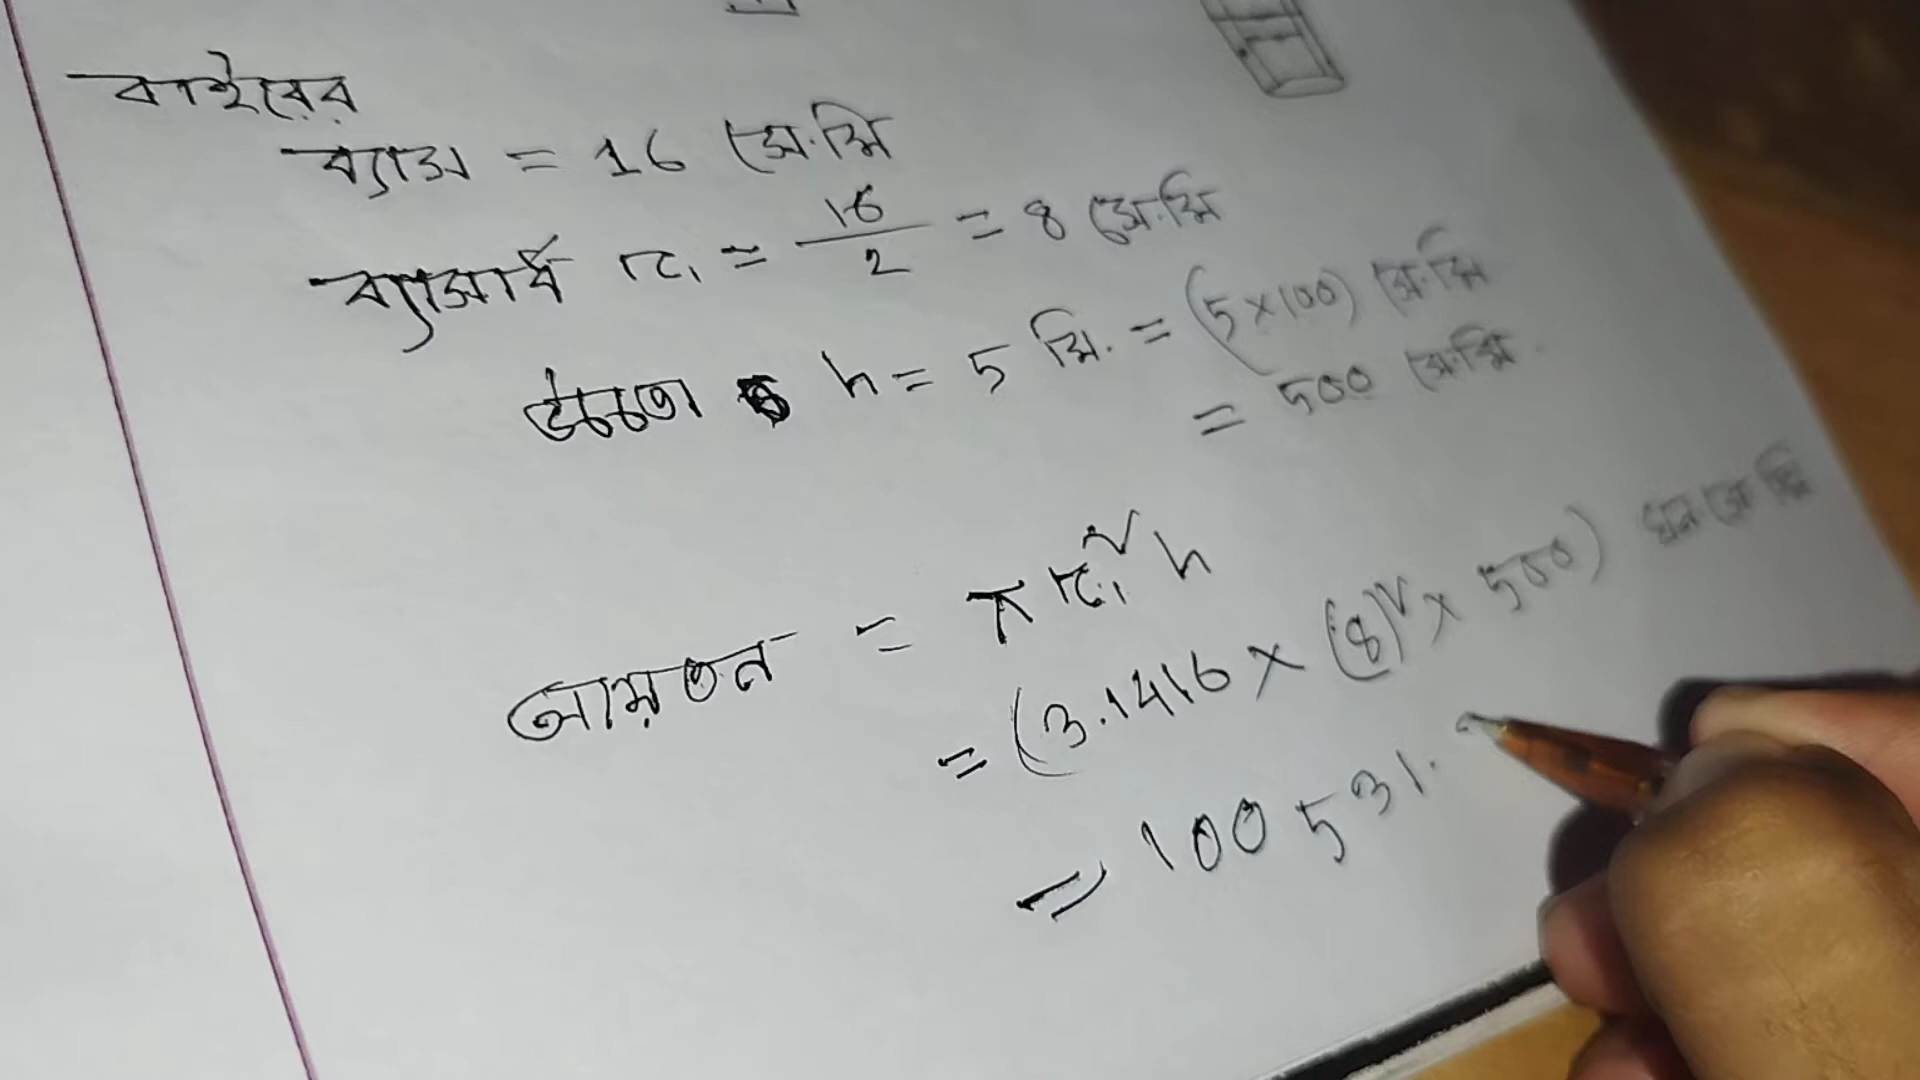 বাইরের
ব্যাস = 16 সে.মি
ব্যাসার্ধ r₁ = 16/2 = 8 সে.মি
উচ্চতা h = 5 মি. = (5×100) সে.মি
= 500 সে.মি
আয়তন = π r₁² h
= (3.1416 × (8)² × 500) ঘন সে মি
= 100531.